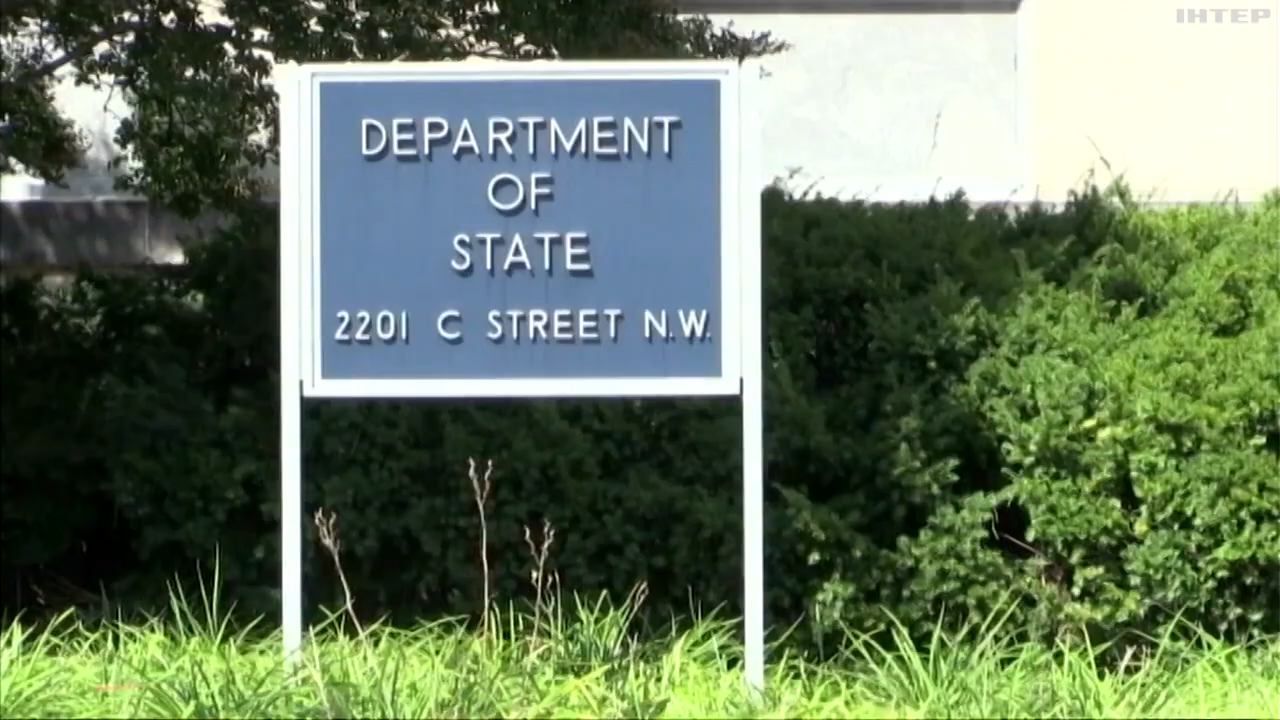 ІНТЕР
DEPARTMENT
OF
STATE
2201 C STREET N.W.